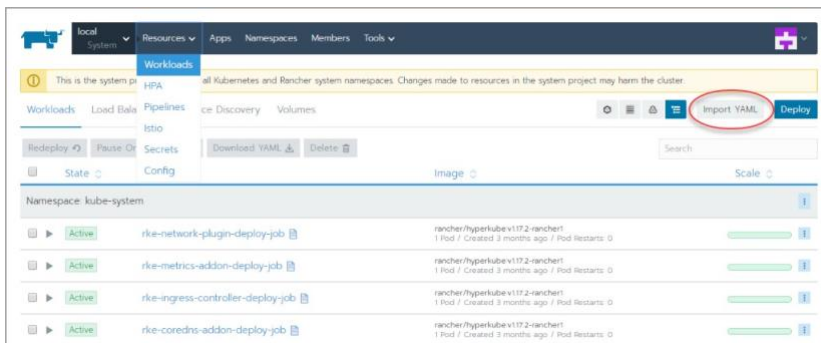 local
System
Resources Apps Namespaces Members Tools
Workloads
HPA
Pipelines
Istio
Secrets
Config
This is the system all Kubernetes and Rancher system namespaces. Changes made to resources in the system project may harm the cluster.
Workloads Load Discovery Volumes
Import YAML Deploy
Redeploy Pause Download YAML Delete Search
State Image Scale
Namespace: kube-system
Active rke-network-plugin-deploy-job rancher/hyperkube:v1.17.2-rancher1
1 Pod / Created 3 months ago / Pod Restarts: 0
Active rke-metrics-addon-deploy-job rancher/hyperkube:v1.17.2-rancher1
1 Pod / Created 3 months ago / Pod Restarts: 0
Active rke-ingress-controller-deploy-job rancher/hyperkube:v1.17.2-rancher1
1 Pod / Created 3 months ago / Pod Restarts: 0
Active rke-coredns-addon-deploy-job rancher/hyperkube:v1.17.2-rancher1
1 Pod / Created 3 months ago / Pod Restarts: 0